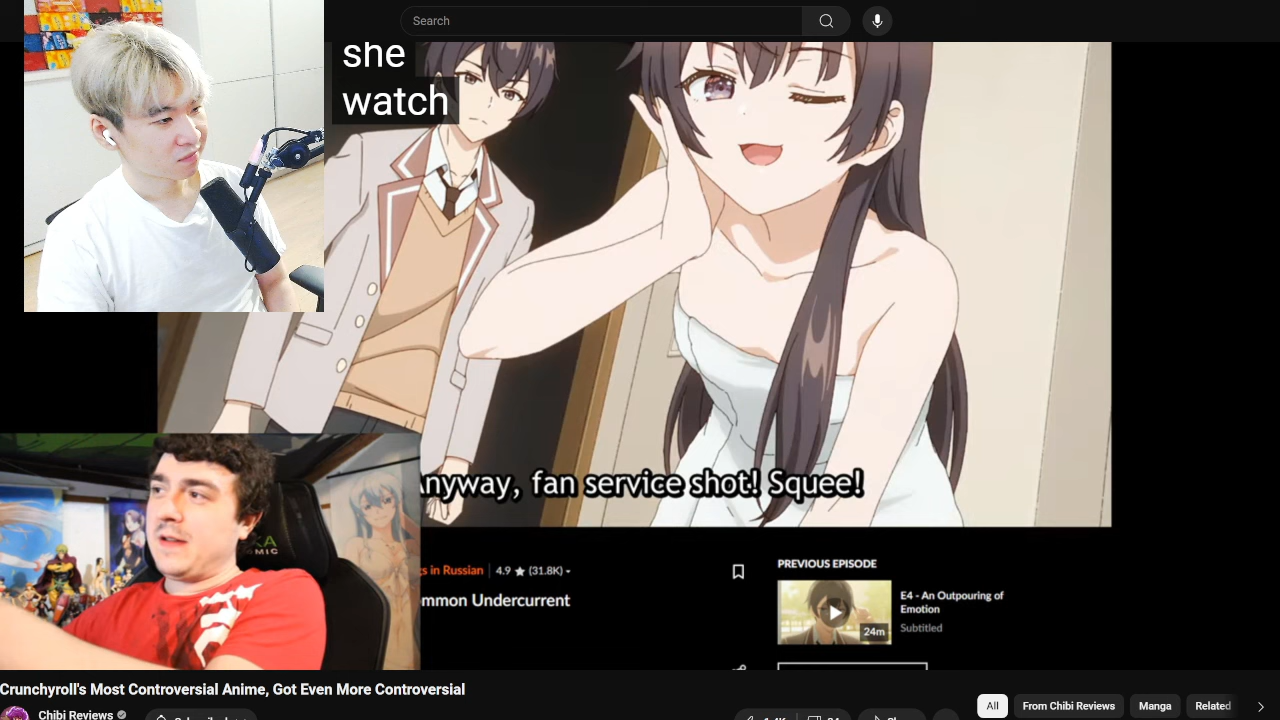 Search
she
watch
Anyway, fan service shot! Squee!
s in Russian
4.9 ★ (31.8K)
mmon Undercurrent
PREVIOUS EPISODE
E4 - An Outpouring of
Emotion
Subtitled
24m
Crunchyroll's Most Controversial Anime, Got Even More Controversial
Chibi Reviews
All
From Chibi Reviews
Manga
Related